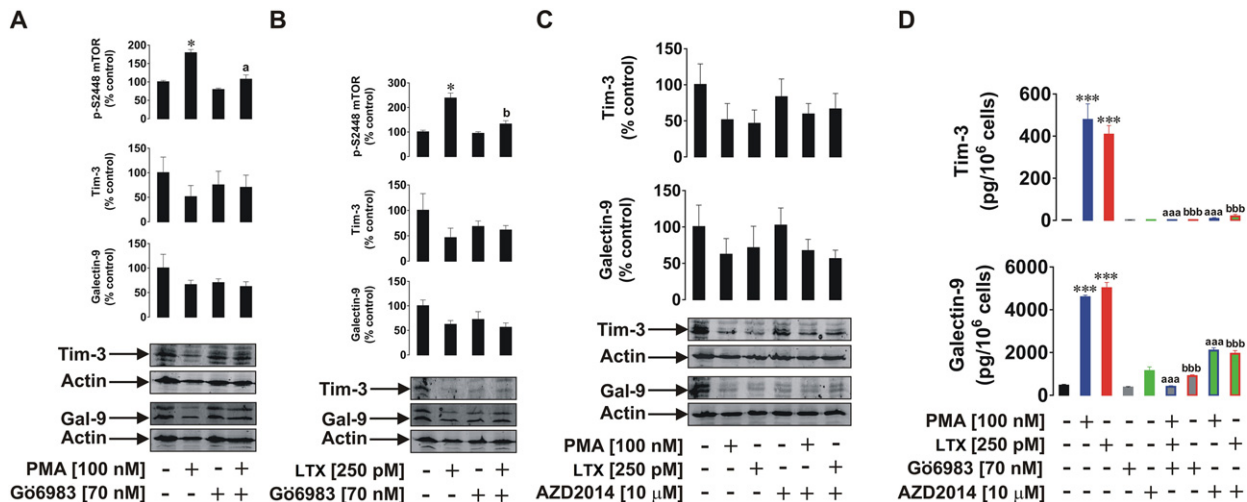 A
p-S2448 mTOR
(% control)
200
150
100
50
0
*
a
Tim-3
(% control)
150
100
50
0
Galectin-9
(% control)
150
100
50
0
Tim-3
Actin
Gal-9
Actin
PMA [100 nM] - + - +
Gö6983 [70 nM] - - + +
B
p-S2448 mTOR
(% control)
300
200
100
0
*
b
Tim-3
(% control)
150
100
50
0
Galectin-9
(% control)
150
100
50
0
Tim-3
Gal-9
Actin
LTX [250 pM] - + - +
Gö6983 [70 nM] - - + +
C
Tim-3
(% control)
150
100
50
0
Galectin-9
(% control)
150
100
50
0
Tim-3
Actin
Gal-9
Actin
PMA [100 nM] - + - - + -
LTX [250 pM] - - + - - +
AZD2014 [10 µM] - - - + + +
D
Tim-3
(pg/10⁶ cells)
600
400
200
0
*** ***
aaa bbb aaa bbb
Galectin-9
(pg/10⁶ cells)
6000
4000
2000
0
*** ***
aaa bbb aaa bbb
PMA [100 nM] - + - - - + - + -
LTX [250 pM] - - + - - + - - +
Gö6983 [70 nM] - - - + - + + - -
AZD2014 [10 µM] - - - - + - - + +